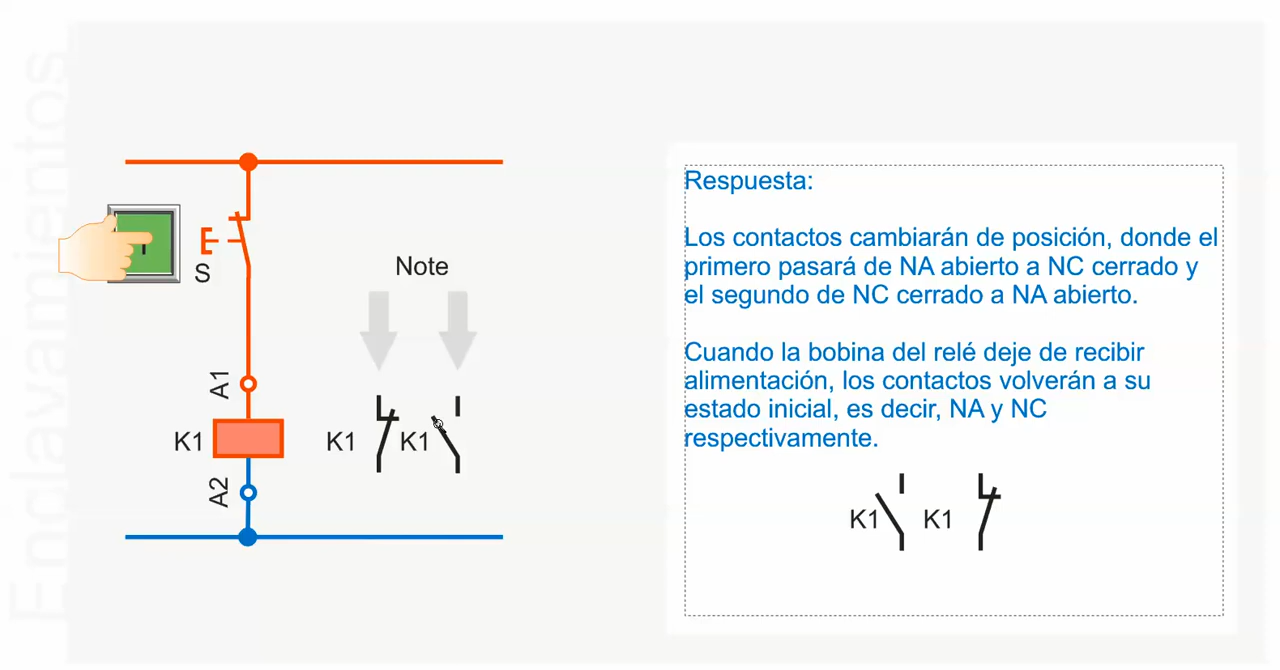 Enclavamientos
S
Note
A1
K1
A2
K1
K1
Respuesta:
Los contactos cambiarán de posición, donde el
primero pasará de NA abierto a NC cerrado y
el segundo de NC cerrado a NA abierto.
Cuando la bobina del relé deje de recibir
alimentación, los contactos volverán a su
estado inicial, es decir, NA y NC
respectivamente.
K1
K1